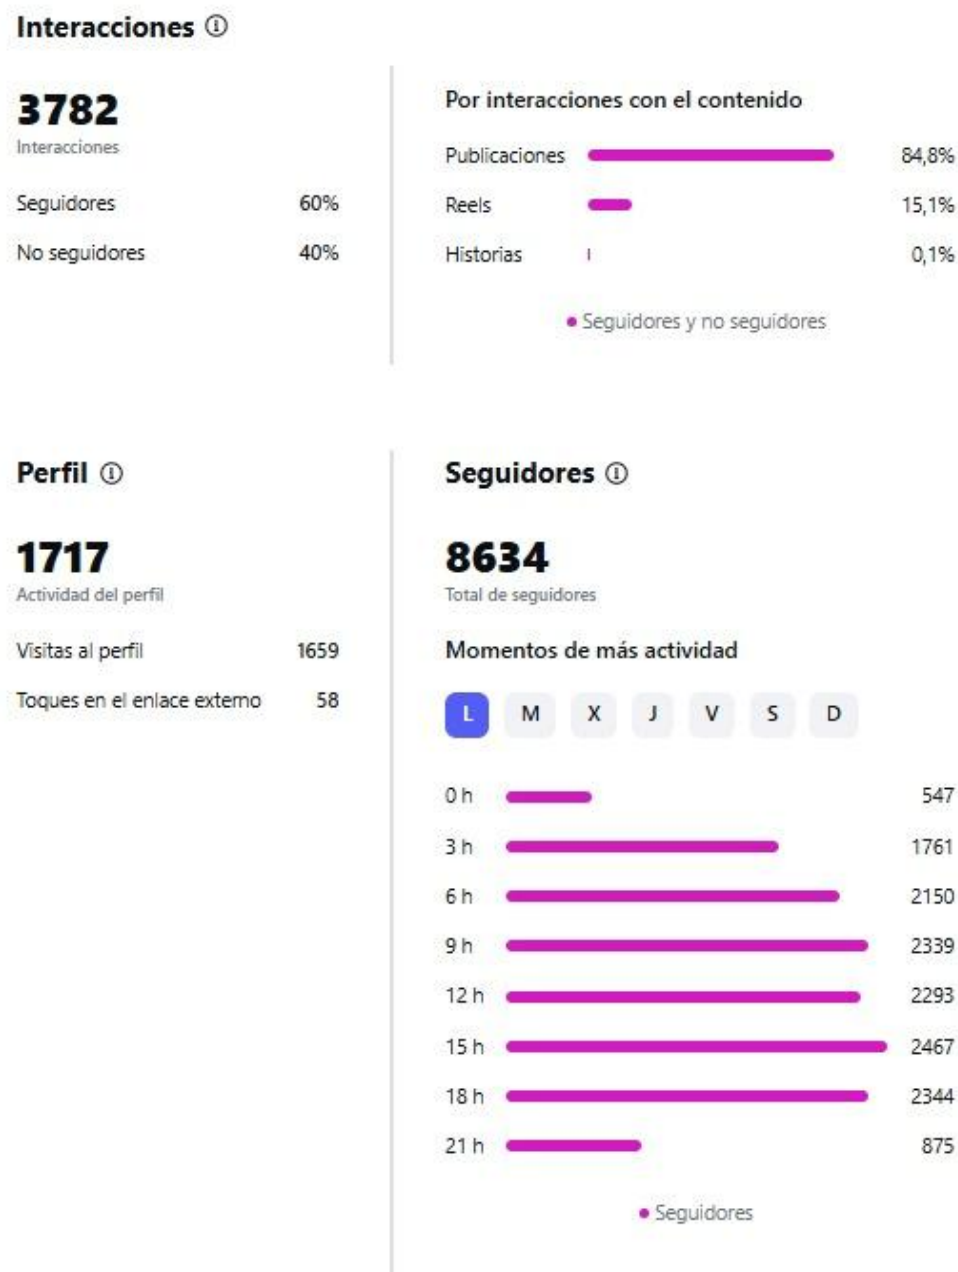 Interacciones
3782
Interacciones
Seguidores 60%
No seguidores 40%
Por interacciones con el contenido
Publicaciones 84,8%
Reels 15,1%
Historias 0,1%
Seguidores y no seguidores
Perfil
1717
Actividad del perfil
Visitas al perfil 1659
Toques en el enlace externo 58
Seguidores
8634
Total de seguidores
Momentos de más actividad
L M X J V S D
0 h 547
3 h 1761
6 h 2150
9 h 2339
12 h 2293
15 h 2467
18 h 2344
21 h 875
Seguidores